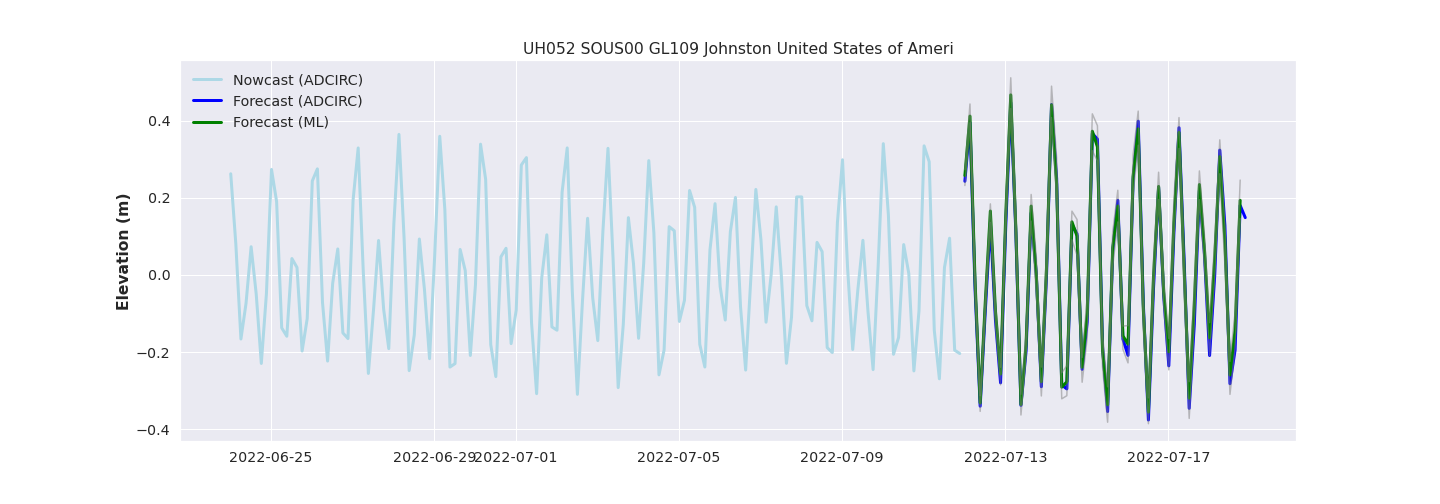 UH052 SOUS00 GL109 Johnston United States of Ameri
Nowcast (ADCIRC)
Forecast (ADCIRC)
Forecast (ML)
Elevation (m)
0.4
0.2
0.0
−0.2
−0.4
2022-06-25
2022-06-29
2022-07-01
2022-07-05
2022-07-09
2022-07-13
2022-07-17